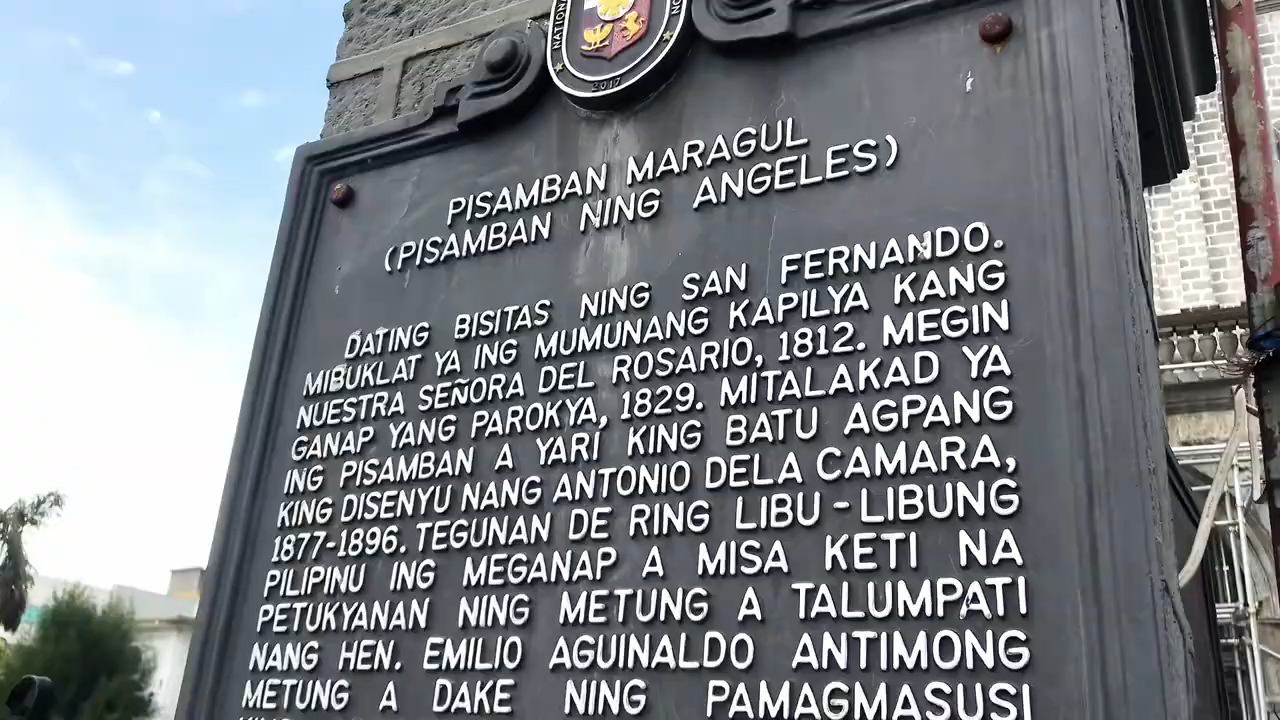 2017
PISAMBAN MARAGUL
(PISAMBAN NING ANGELES)
DATING BISITAS NING SAN FERNANDO.
MIBUKLAT YA ING MUMUNANG KAPILYA KANG
NUESTRA SEÑORA DEL ROSARIO, 1812. MEGIN
GANAP YANG PAROKYA, 1829. MITALAKAD YA
ING PISAMBAN A YARI KING BATU AGPANG
KING DISENYU NANG ANTONIO DELA CAMARA,
1877-1896. TEGUNAN DE RING LIBU-LIBUNG
PILIPINU ING MEGANAP A MISA KETI NA
PETUKYANAN NING METUNG A TALUMPATI
NANG HEN. EMILIO AGUINALDO ANTIMONG
METUNG A DAKE NING PAMAGMASUSI